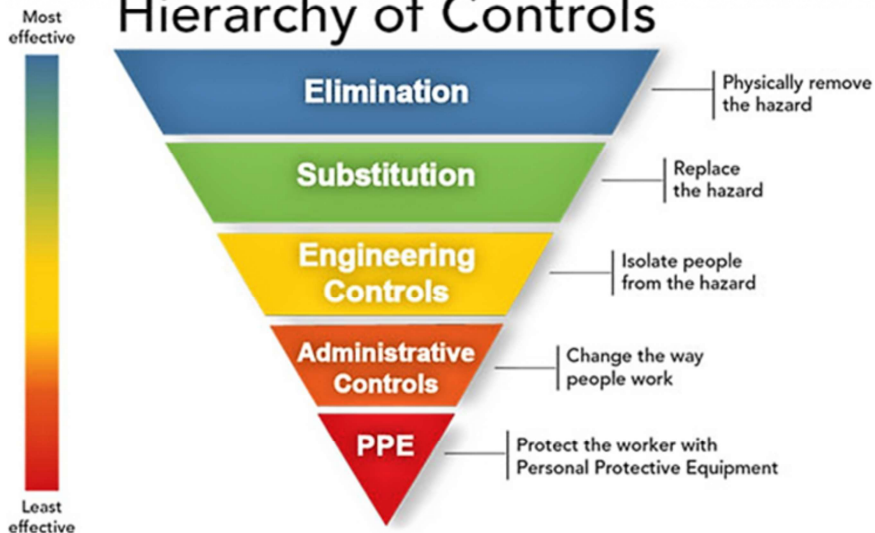 Hierarchy of Controls
Most
effective
Elimination
Physically remove
the hazard
Substitution
Replace
the hazard
Engineering
Controls
Isolate people
from the hazard
Administrative
Controls
Change the way
people work
PPE
Protect the worker with
Personal Protective Equipment
Least
effective